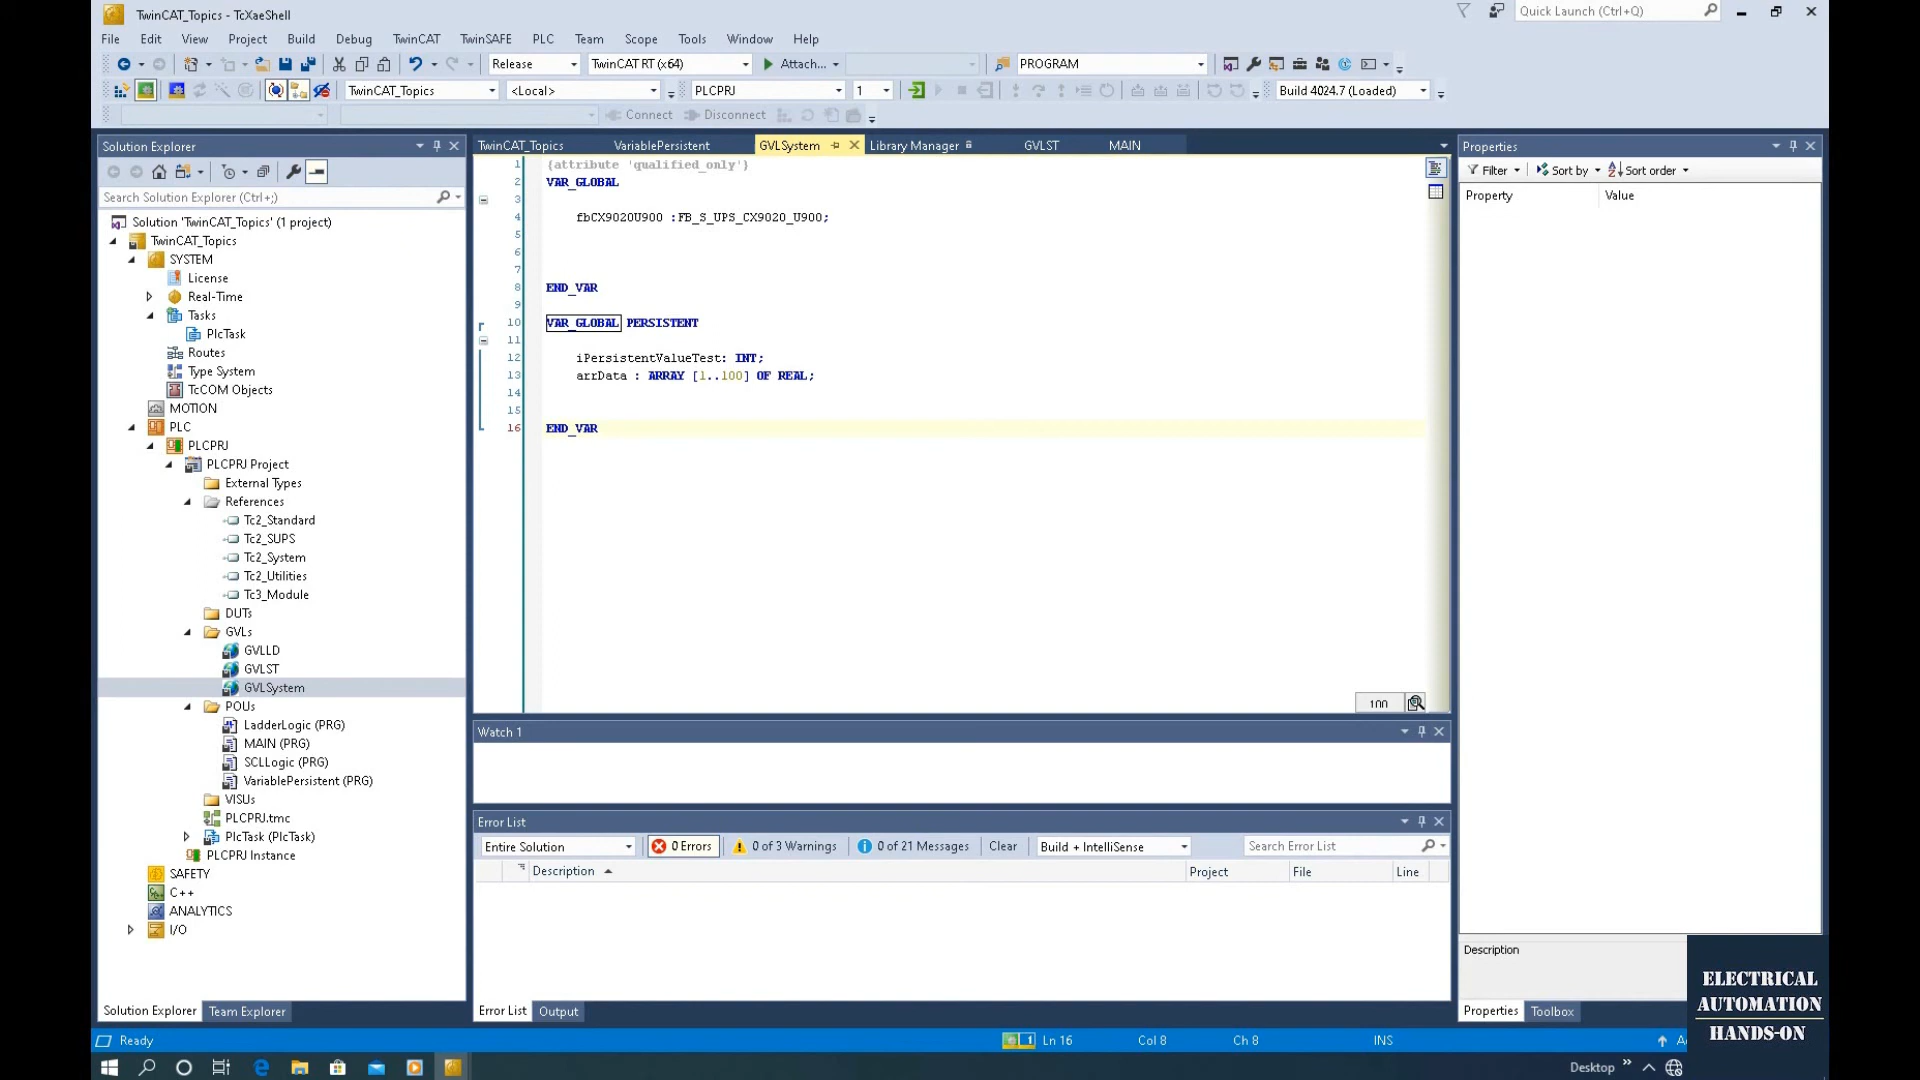 TwinCAT_Topics - TcXaeShell
Quick Launch (Ctrl+Q)
File Edit View Project Build Debug TwinCAT TwinSAFE PLC Team Scope Tools Window Help
Release TwinCAT RT (x64) Attach... PROGRAM
TwinCAT_Topics <Local> PLCPRJ 1 Build 4024.7 (Loaded)
Connect Disconnect
Solution Explorer
Search Solution Explorer (Ctrl+;)
Solution 'TwinCAT_Topics' (1 project)
TwinCAT_Topics
SYSTEM
License
Real-Time
Tasks
PlcTask
Routes
Type System
TcCOM Objects
MOTION
PLC
PLCPRJ
PLCPRJ Project
External Types
References
Tc2_Standard
Tc2_SUPS
Tc2_System
Tc2_Utilities
Tc3_Module
DUTs
GVLs
GVLLD
GVLST
GVLSystem
POUs
LadderLogic (PRG)
MAIN (PRG)
SCLLogic (PRG)
VariablePersistent (PRG)
VISUs
PLCPRJ.tmc
PlcTask (PlcTask)
PLCPRJ Instance
SAFETY
C++
ANALYTICS
I/O
Solution Explorer Team Explorer
TwinCAT_Topics VariablePersistent GVLSystem Library Manager GVLST MAIN
1 {attribute 'qualified_only'}
2 VAR_GLOBAL
3
4 fbCX9020U900 :FB_S_UPS_CX9020_U900;
5
6
7
8 END_VAR
9
10 VAR_GLOBAL PERSISTENT
11
12 iPersistentValueTest: INT;
13 arrData : ARRAY [1..100] OF REAL;
14
15
16 END_VAR
100
Watch 1
Error List
Entire Solution 0 Errors 0 of 3 Warnings 0 of 21 Messages Clear Build + IntelliSense Search Error List
Description Project File Line
Error List Output
Properties
Filter Sort by Sort order
Property Value
Description
Properties Toolbox
ELECTRICAL
AUTOMATION
HANDS-ON
Ready Ln 16 Col 8 Ch 8 INS
Desktop